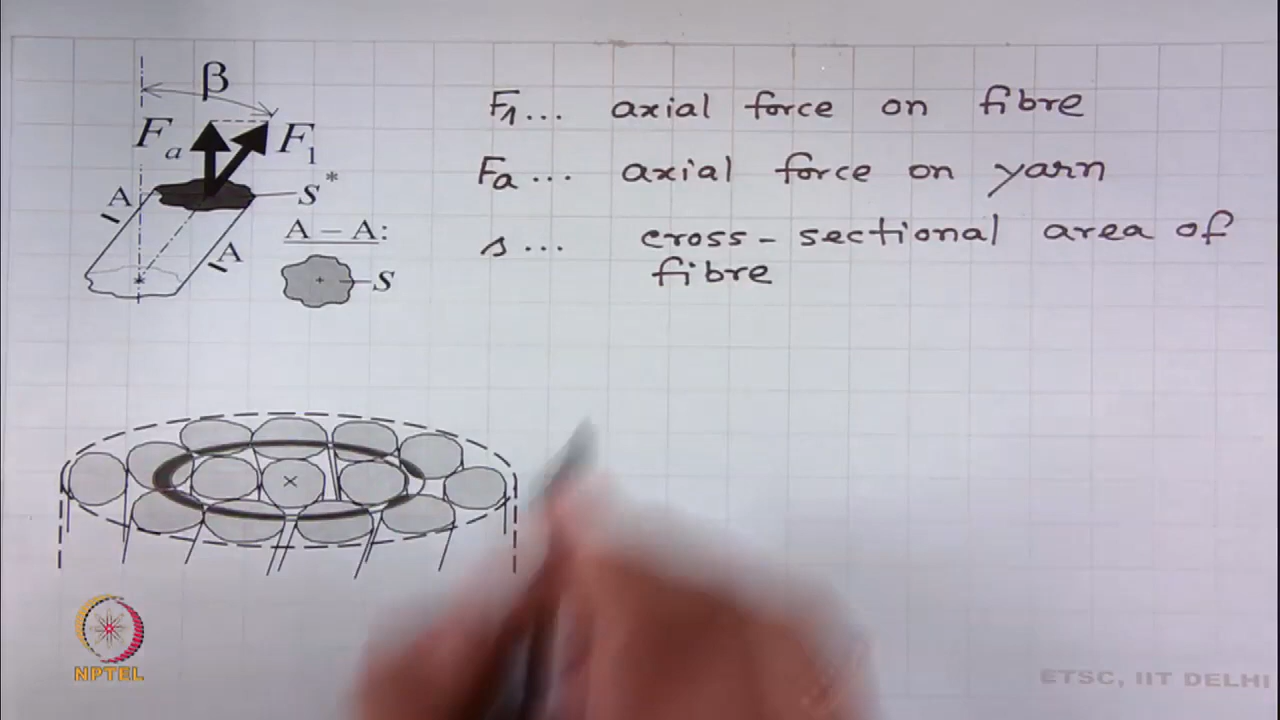 β
Fa F1
A S*
A – A:
A
S
F1... axial force on fibre
Fa ... axial force on yarn
s... cross-sectional area of
fibre
NPTEL
ETSC, IIT DELHI